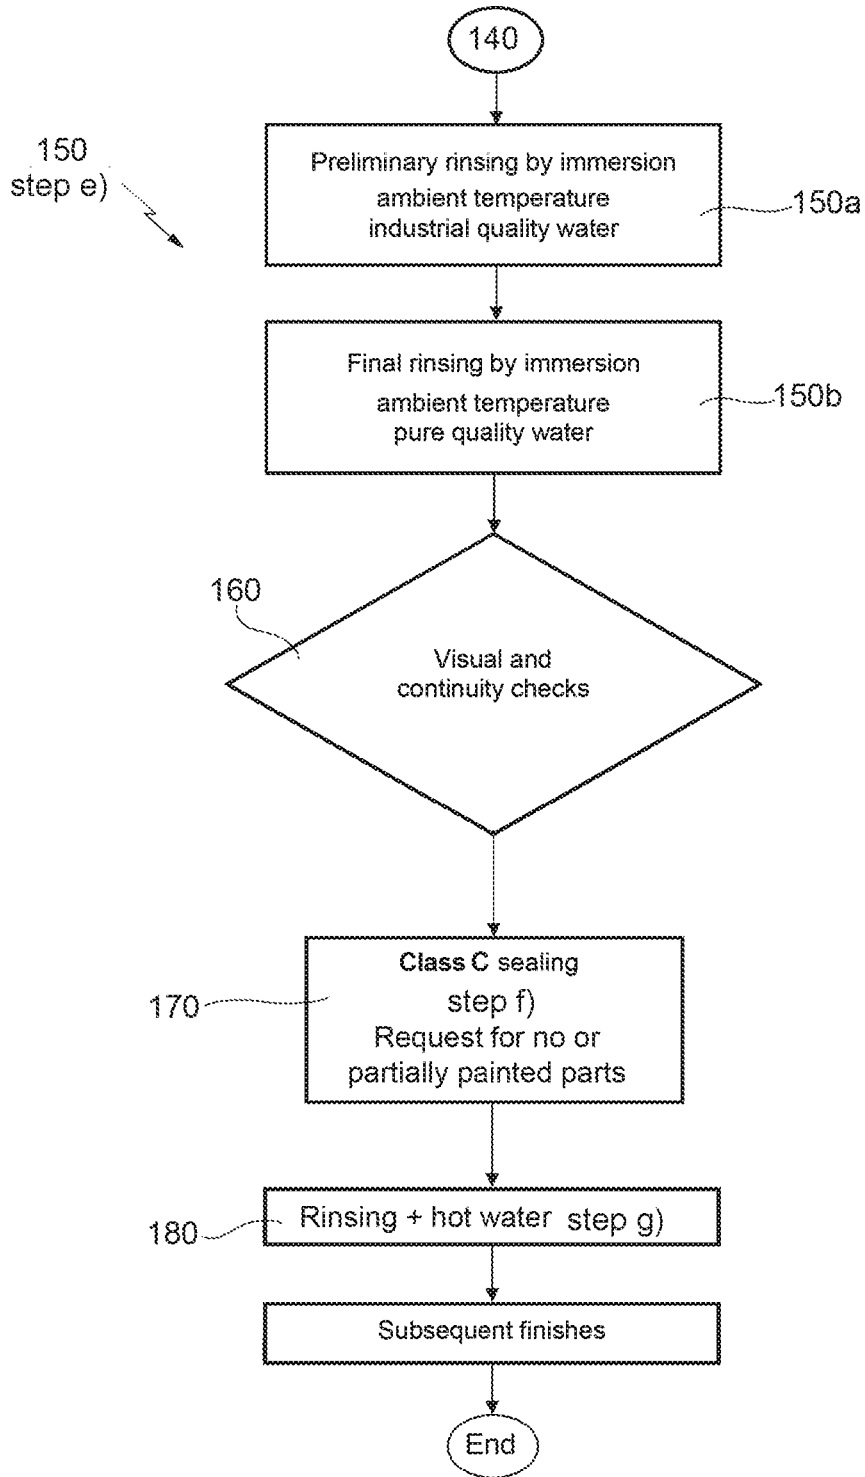 140
150
step e)
Preliminary rinsing by immersion
ambient temperature
industrial quality water
150a
Final rinsing by immersion
ambient temperature
pure quality water
150b
160
Visual and
continuity checks
170
Class C sealing
step f)
Request for no or
partially painted parts
180
Rinsing + hot water step g)
Subsequent finishes
End